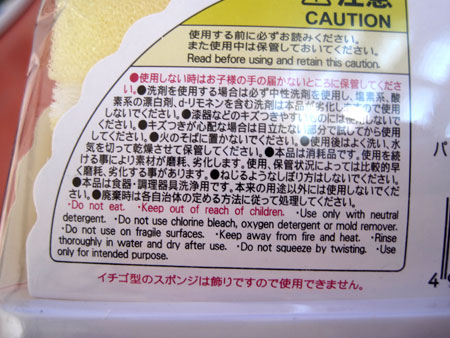 注意
CAUTION
使用する前に必ずお読みください。
また使用中は保管しておいてください。
Read before using and retain this caution.
●使用しない時はお子様の手の届かないところに保管してくださ
い。●洗剤を使用する場合は必ず中性洗剤を使用し、塩素系、酸
素系の漂白剤、d-リモネンを含む洗剤は本品が劣化しますので使用
しないでください。●漆器などのキズつきやすいものには使用しない
でください。●キズつきが心配な場合は目立たない部分で試してから使用
してください。●火のそばに置かないでください。●使用後はよく洗い、水
気を切って乾燥させて保管してください。●本品は消耗品です。使用を続
ける事により素材が磨耗、劣化します。使用、保管状況によっては比較的早
く磨耗、劣化する事があります。●ねじるようなしぼり方はしないでください。
●本品は食器・調理器具洗浄用です。本来の用途以外には使用しないでくだ
さい。●廃棄時は各自治体の定める方法に従って処理してください。
・Do not eat. ・Keep out of reach of children. ・Use only with neutral
detergent. ・Do not use chlorine bleach, oxygen detergent or mold remover.
・Do not use on fragile surfaces. ・Keep away from fire and heat. ・Rinse
thoroughly in water and dry after use. ・Do not squeeze by twisting. ・Use
only for intended purpose.
イチゴ型のスポンジは飾りですので使用できません。
パ
4